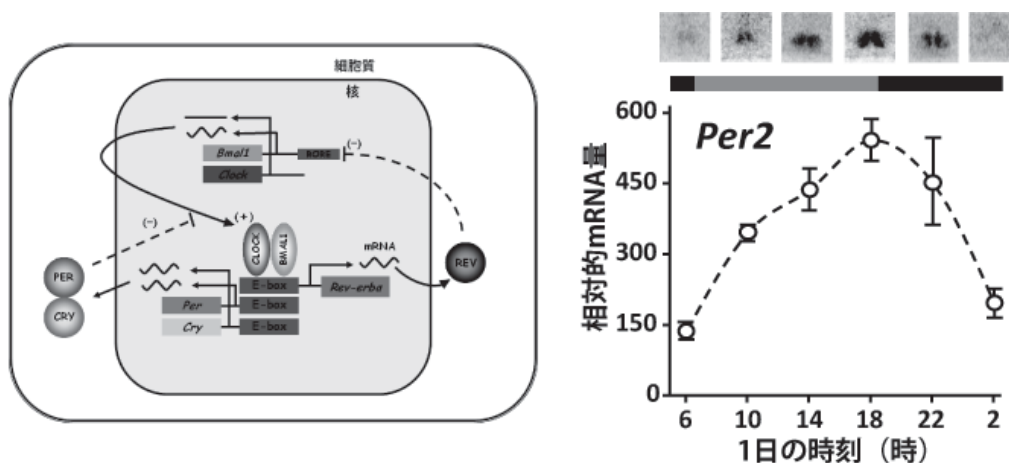 細胞質
核
Bmal1
RORE
(-)
Clock
(-)
(+)
CLOCK
BMAL1
mRNA
PER
CRY
REV
E-box
Rev-erbα
Per
E-box
Cry
E-box
Per2
相対的mRNA量
600
450
300
150
0
6 10 14 18 22 2
1日の時刻(時)